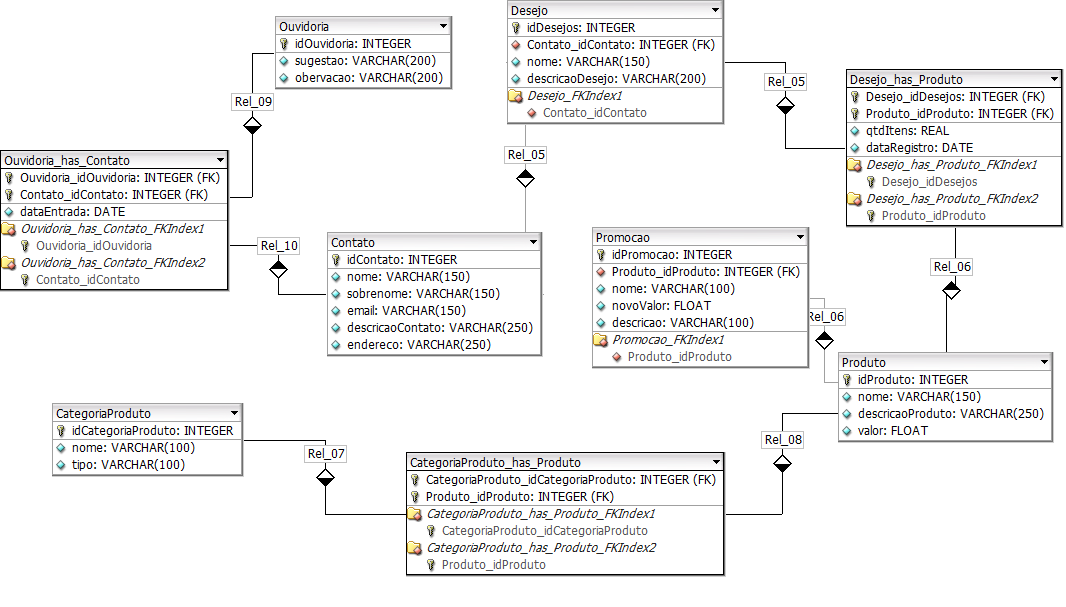 Ouvidoria
idOuvidoria: INTEGER
sugestao: VARCHAR(200)
obervacao: VARCHAR(200)
Rel_09
Desejo
idDesejos: INTEGER
Contato_idContato: INTEGER (FK)
nome: VARCHAR(150)
descricaoDesejo: VARCHAR(200)
Desejo_FKIndex1
Contato_idContato
Rel_05
Desejo_has_Produto
Desejo_idDesejos: INTEGER (FK)
Produto_idProduto: INTEGER (FK)
qtdItens: REAL
dataRegistro: DATE
Desejo_has_Produto_FKIndex1
Desejo_idDesejos
Desejo_has_Produto_FKIndex2
Produto_idProduto
Ouvidoria_has_Contato
Ouvidoria_idOuvidoria: INTEGER (FK)
Contato_idContato: INTEGER (FK)
dataEntrada: DATE
Ouvidoria_has_Contato_FKIndex1
Ouvidoria_idOuvidoria
Ouvidoria_has_Contato_FKIndex2
Contato_idContato
Rel_05
Rel_10
Contato
idContato: INTEGER
nome: VARCHAR(150)
sobrenome: VARCHAR(150)
email: VARCHAR(150)
descricaoContato: VARCHAR(250)
endereco: VARCHAR(250)
Promocao
idPromocao: INTEGER
Produto_idProduto: INTEGER (FK)
nome: VARCHAR(100)
novoValor: FLOAT
descricao: VARCHAR(100)
Promocao_FKIndex1
Produto_idProduto
Rel_06
Rel_06
Produto
idProduto: INTEGER
nome: VARCHAR(150)
descricaoProduto: VARCHAR(250)
valor: FLOAT
CategoriaProduto
idCategoriaProduto: INTEGER
nome: VARCHAR(100)
tipo: VARCHAR(100)
Rel_07
Rel_08
CategoriaProduto_has_Produto
CategoriaProduto_idCategoriaProduto: INTEGER (FK)
Produto_idProduto: INTEGER (FK)
CategoriaProduto_has_Produto_FKIndex1
CategoriaProduto_idCategoriaProduto
CategoriaProduto_has_Produto_FKIndex2
Produto_idProduto